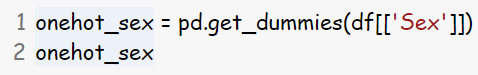 1 onehot_sex = pd.get_dummies(df[['Sex']])
2 onehot_sex